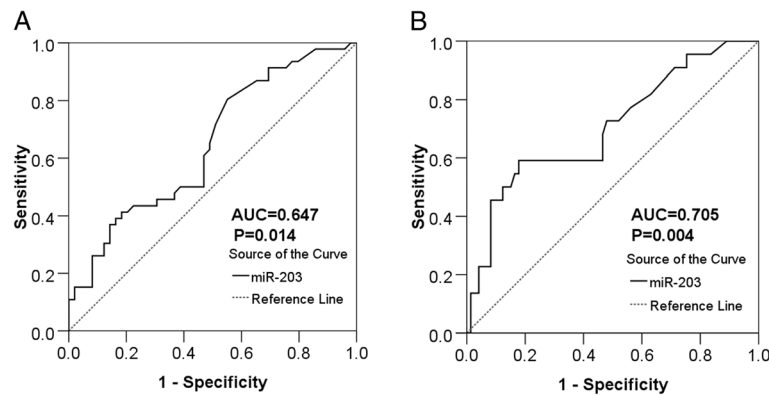 A
1.0
0.8
0.6
0.4
0.2
0.0
Sensitivity
AUC=0.647
P=0.014
Source of the Curve
miR-203
Reference Line
0.0 0.2 0.4 0.6 0.8 1.0
1 - Specificity
B
1.0
0.8
0.6
0.4
0.2
0.0
Sensitivity
AUC=0.705
P=0.004
Source of the Curve
miR-203
Reference Line
0.0 0.2 0.4 0.6 0.8 1.0
1 - Specificity